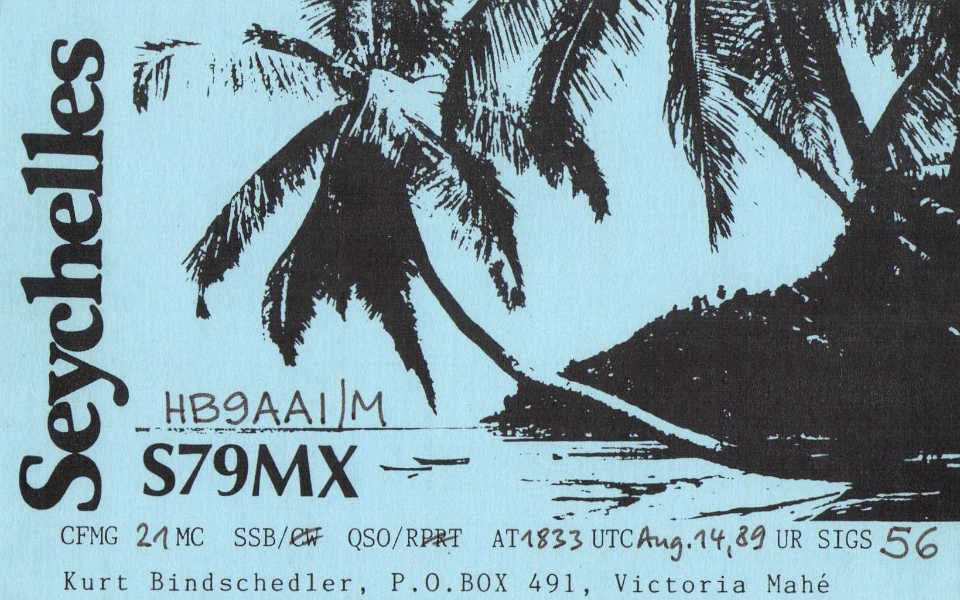 Seychelles
HB9AAI/M
S79MX
CFMG 21 MC SSB/CW QSO/RPRT AT 1833 UTC Aug. 14, 89 UR SIGS 56
Kurt Bindschedler, P.O.BOX 491, Victoria Mahé